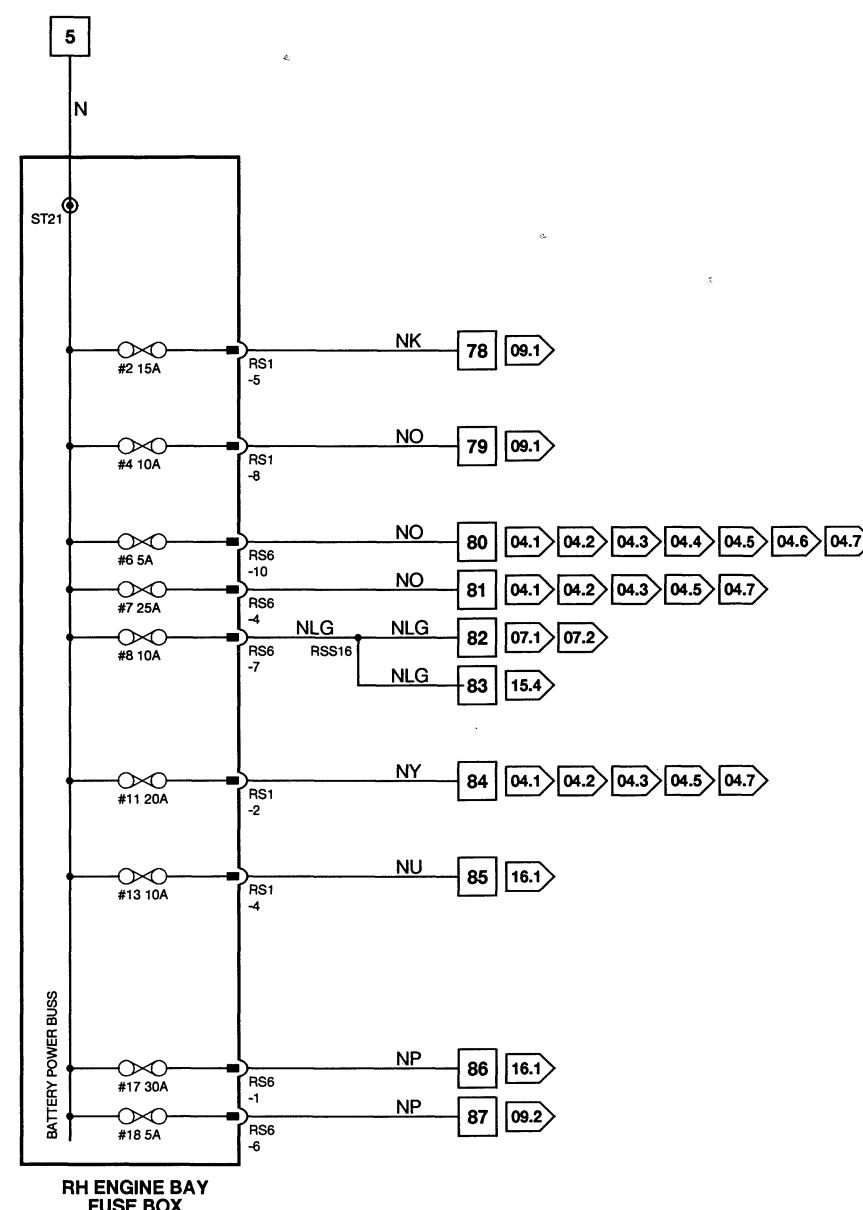 5
N
ST21
NK
78 09.1
#2 15A
RS1
-5
NO
79 09.1
#4 10A
RS1
-8
NO
80 04.1 04.2 04.3 04.4 04.5 04.6 04.7
#6 5A
RS6
-10
NO
81 04.1 04.2 04.3 04.5 04.7
#7 25A
RS6
-4
NLG NLG
82 07.1 07.2
#8 10A
RS6
-7
RSS16
NLG
83 15.4
NY
84 04.1 04.2 04.3 04.5 04.7
#11 20A
RS1
-2
NU
85 16.1
#13 10A
RS1
-4
BATTERY POWER BUSS
NP
86 16.1
#17 30A
RS6
-1
NP
87 09.2
#18 5A
RS6
-6
RH ENGINE BAY
FUSE BOX